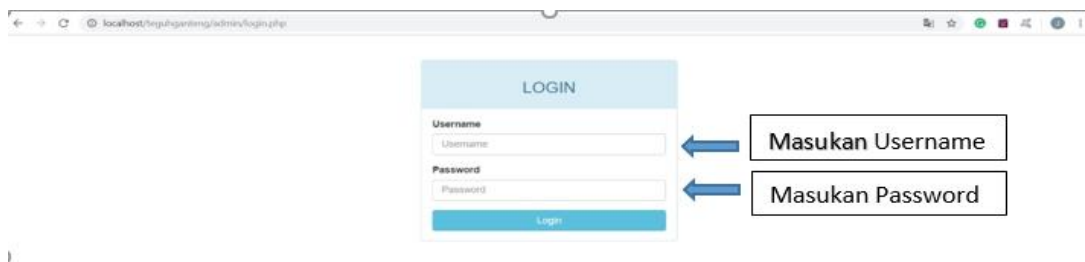 localhost/teguhganteng/admin/login.php
LOGIN
Username
Username
Masukan Username
Password
Password
Masukan Password
Login